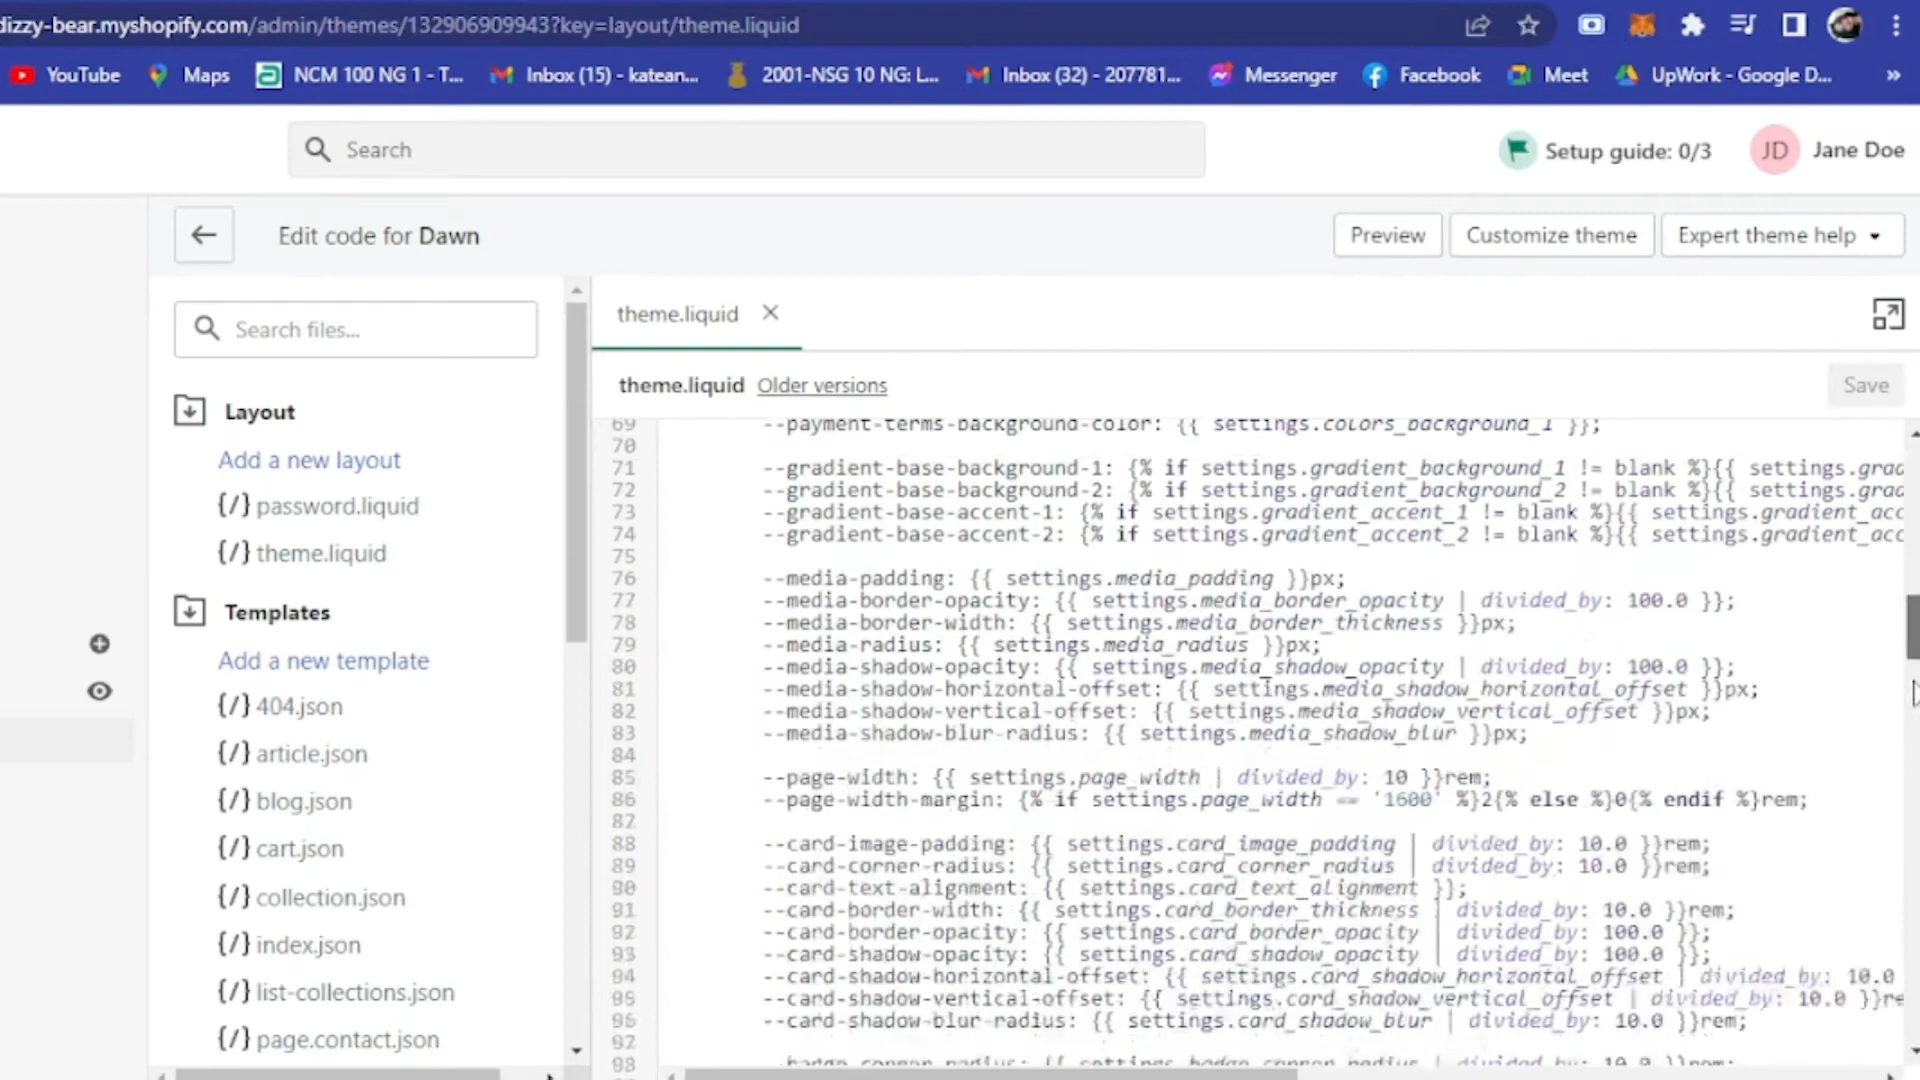 dizzy-bear.myshopify.com/admin/themes/132906909943?key=layout/theme.liquid
YouTube Maps NCM 100 NG 1 - T... Inbox (15) - katean... 2001-NSG 10 NG: L... Inbox (32) - 207781... Messenger Facebook Meet UpWork - Google D... »
Search
Setup guide: 0/3
JD Jane Doe
Edit code for Dawn
Preview
Customize theme
Expert theme help
Search files...
Layout
Add a new layout
{/} password.liquid
{/} theme.liquid
Templates
Add a new template
{/} 404.json
{/} article.json
{/} blog.json
{/} cart.json
{/} collection.json
{/} index.json
{/} list-collections.json
{/} page.contact.json
theme.liquid
theme.liquid Older versions
Save
69 --payment-terms-background-color: {{ settings.colors_background_1 }};
70
71 --gradient-base-background-1: {% if settings.gradient_background_1 != blank %}{{ settings.grad
72 --gradient-base-background-2: {% if settings.gradient_background_2 != blank %}{{ settings.grad
73 --gradient-base-accent-1: {% if settings.gradient_accent_1 != blank %}{{ settings.gradient_acc
74 --gradient-base-accent-2: {% if settings.gradient_accent_2 != blank %}{{ settings.gradient_acc
75
76 --media-padding: {{ settings.media_padding }}px;
77 --media-border-opacity: {{ settings.media_border_opacity | divided_by: 100.0 }};
78 --media-border-width: {{ settings.media_border_thickness }}px;
79 --media-radius: {{ settings.media_radius }}px;
80 --media-shadow-opacity: {{ settings.media_shadow_opacity | divided_by: 100.0 }};
81 --media-shadow-horizontal-offset: {{ settings.media_shadow_horizontal_offset }}px;
82 --media-shadow-vertical-offset: {{ settings.media_shadow_vertical_offset }}px;
83 --media-shadow-blur-radius: {{ settings.media_shadow_blur }}px;
84
85 --page-width: {{ settings.page_width | divided_by: 10 }}rem;
86 --page-width-margin: {% if settings.page_width == '1600' %}2{% else %}0{% endif %}rem;
87
88 --card-image-padding: {{ settings.card_image_padding | divided_by: 10.0 }}rem;
89 --card-corner-radius: {{ settings.card_corner_radius | divided_by: 10.0 }}rem;
90 --card-text-alignment: {{ settings.card_text_alignment }};
91 --card-border-width: {{ settings.card_border_thickness | divided_by: 10.0 }}rem;
92 --card-border-opacity: {{ settings.card_border_opacity | divided_by: 100.0 }};
93 --card-shadow-opacity: {{ settings.card_shadow_opacity | divided_by: 100.0 }};
94 --card-shadow-horizontal-offset: {{ settings.card_shadow_horizontal_offset | divided_by: 10.0
95 --card-shadow-vertical-offset: {{ settings.card_shadow_vertical_offset | divided_by: 10.0 }}re
96 --card-shadow-blur-radius: {{ settings.card_shadow_blur | divided_by: 10.0 }}rem;
97
98 --badge-corner-radius: {{ settings.badge_corner_radius | divided_by: 10.0 }}rem;